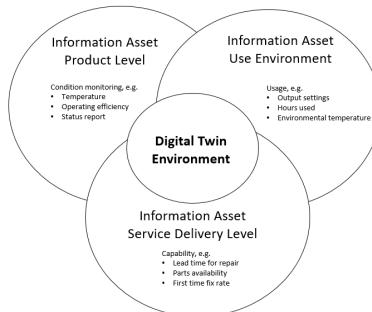 Information Asset
Product Level
Condition monitoring, e.g.
• Temperature
• Operating efficiency
• Status report
Information Asset
Use Environment
Usage, e.g.
• Output settings
• Hours used
• Environmental temperature
Digital Twin
Environment
Information Asset
Service Delivery Level
Capability, e.g.
• Lead time for repair
• Parts availability
• First time fix rate